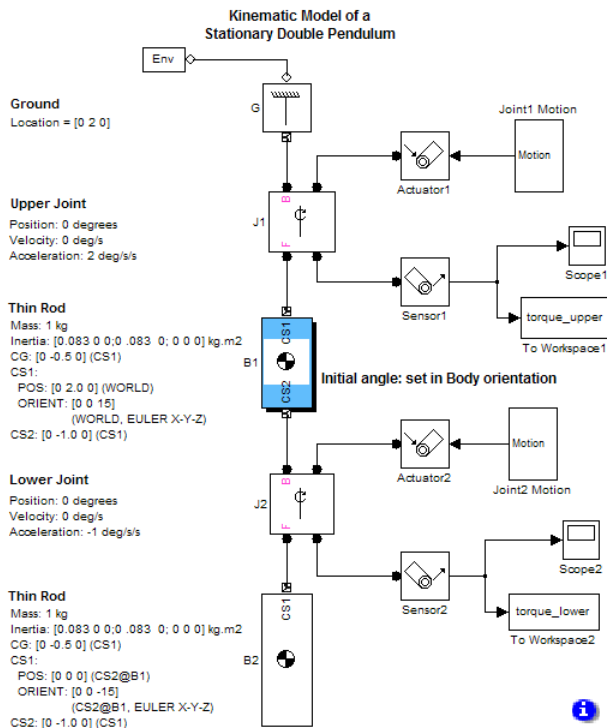 Kinematic Model of a
Stationary Double Pendulum
Env
Ground
Location = [0 2 0]
G
Joint1 Motion
Motion
Actuator1
Upper Joint
Position: 0 degrees
Velocity: 0 deg/s
Acceleration: 2 deg/s/s
B
J1
F
Scope1
Sensor1
torque_upper
To Workspace1
Thin Rod
Mass: 1 kg
Inertia: [0.083 0 0;0 .083  0; 0 0 0] kg.m2
CG: [0 -0.5 0] (CS1)
CS1:
POS: [0 2.0 0] (WORLD)
ORIENT: [0 0 15]
(WORLD, EULER X-Y-Z)
CS2: [0 -1.0 0] (CS1)
CS1
B1
CS2
Initial angle: set in Body orientation
Lower Joint
Position: 0 degrees
Velocity: 0 deg/s
Acceleration: -1 deg/s/s
B
J2
F
Motion
Actuator2
Joint2 Motion
Scope2
Sensor2
torque_lower
To Workspace2
Thin Rod
Mass: 1 kg
Inertia: [0.083 0 0;0 .083  0; 0 0 0] kg.m2
CG: [0 -0.5 0] (CS1)
CS1:
POS: [0 0 0] (CS2@B1)
ORIENT: [0 0 -15]
(CS2@B1, EULER X-Y-Z)
CS2: [0 -1.0 0] (CS1)
CS1
B2
i